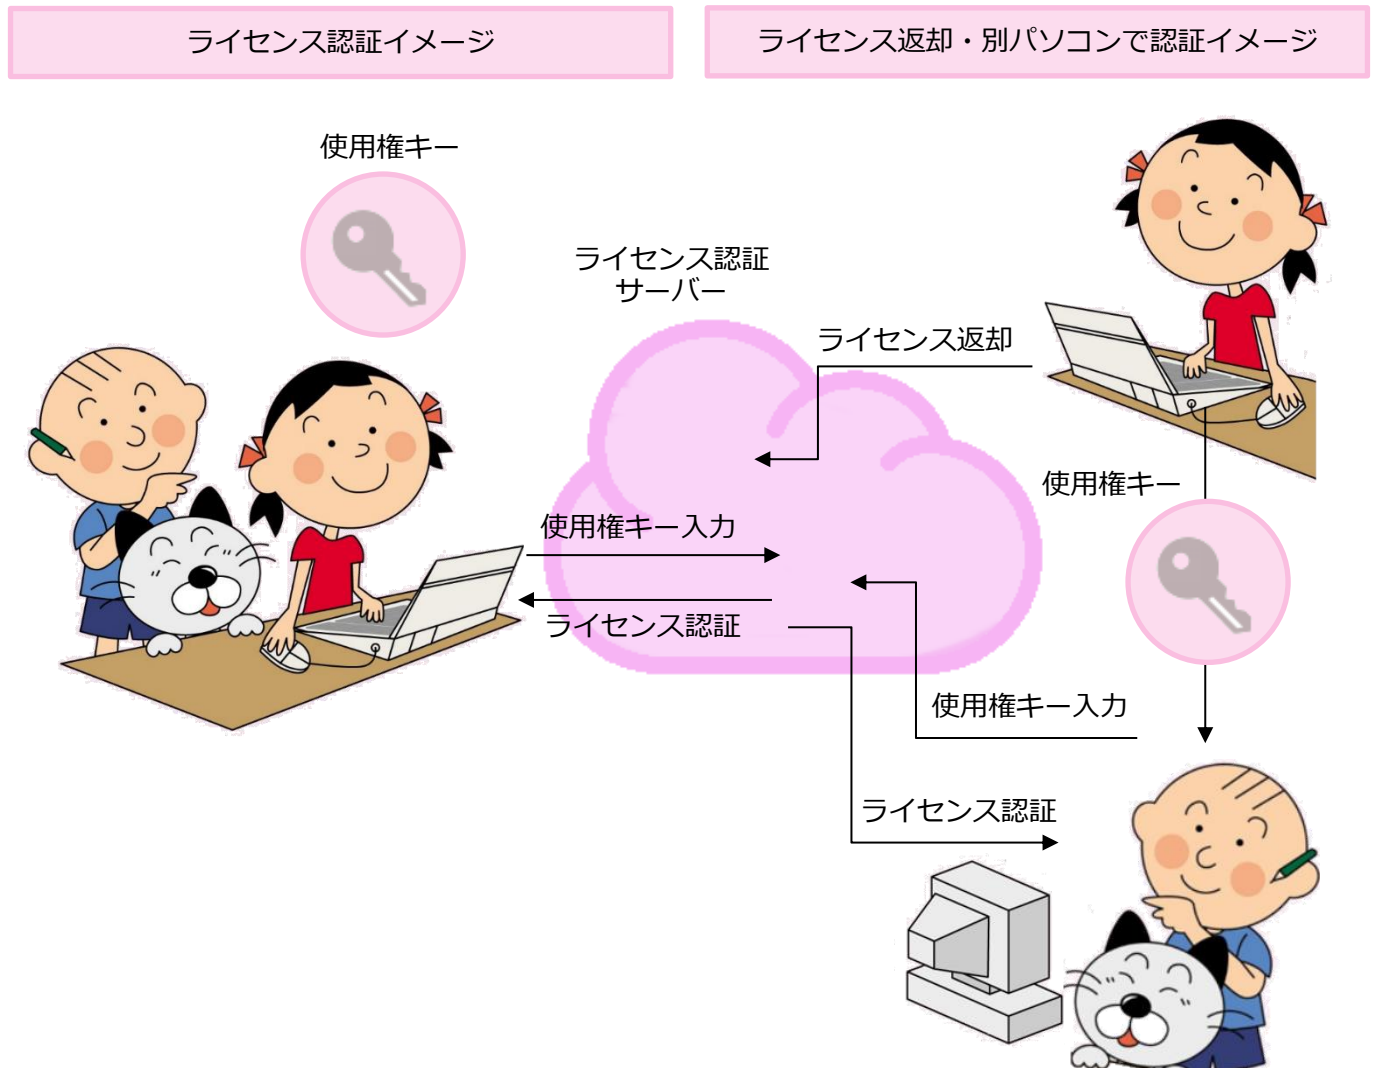 ライセンス認証イメージ
ライセンス返却・別パソコンで認証イメージ
使用権キー
ライセンス認証
サーバー
ライセンス返却
使用権キー
使用権キー入力
ライセンス認証
使用権キー入力
ライセンス認証